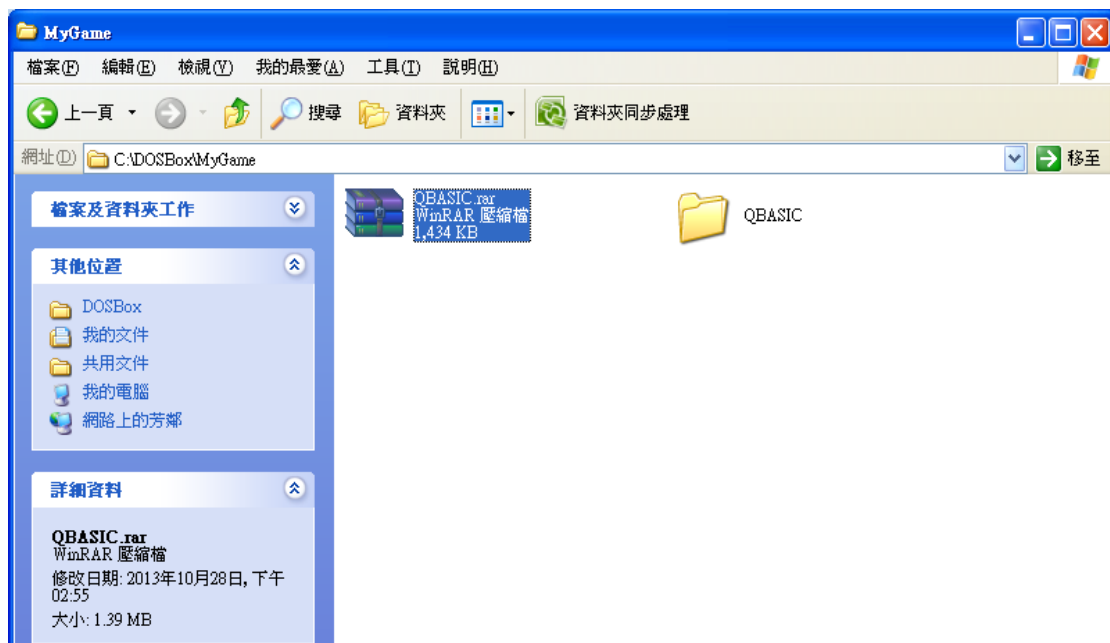 MyGame
檔案(F) 編輯(E) 檢視(V) 我的最愛(A) 工具(T) 說明(H)
上一頁 搜尋 資料夾 資料夾同步處理
網址(D) C:\DOSBox\MyGame 移至
檔案及資料夾工作
其他位置
DOSBox
我的文件
共用文件
我的電腦
網路上的芳鄰
詳細資料
QBASIC.rar
WinRAR 壓縮檔
修改日期: 2013年10月28日, 下午
02:55
大小: 1.39 MB
QBASIC.rar
WinRAR 壓縮檔
1,434 KB
QBASIC